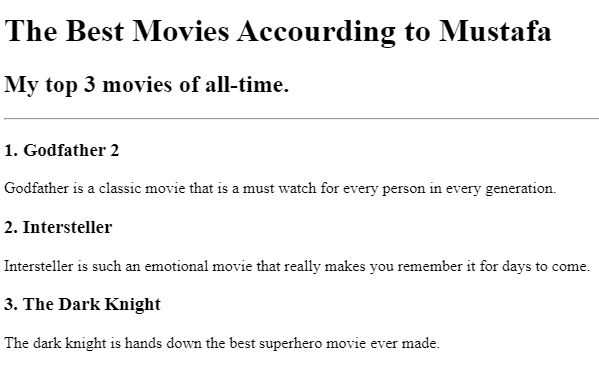 The Best Movies Accourding to Mustafa
My top 3 movies of all-time.
1. Godfather 2
Godfather is a classic movie that is a must watch for every person in every generation.
2. Intersteller
Intersteller is such an emotional movie that really makes you remember it for days to come.
3. The Dark Knight
The dark knight is hands down the best superhero movie ever made.